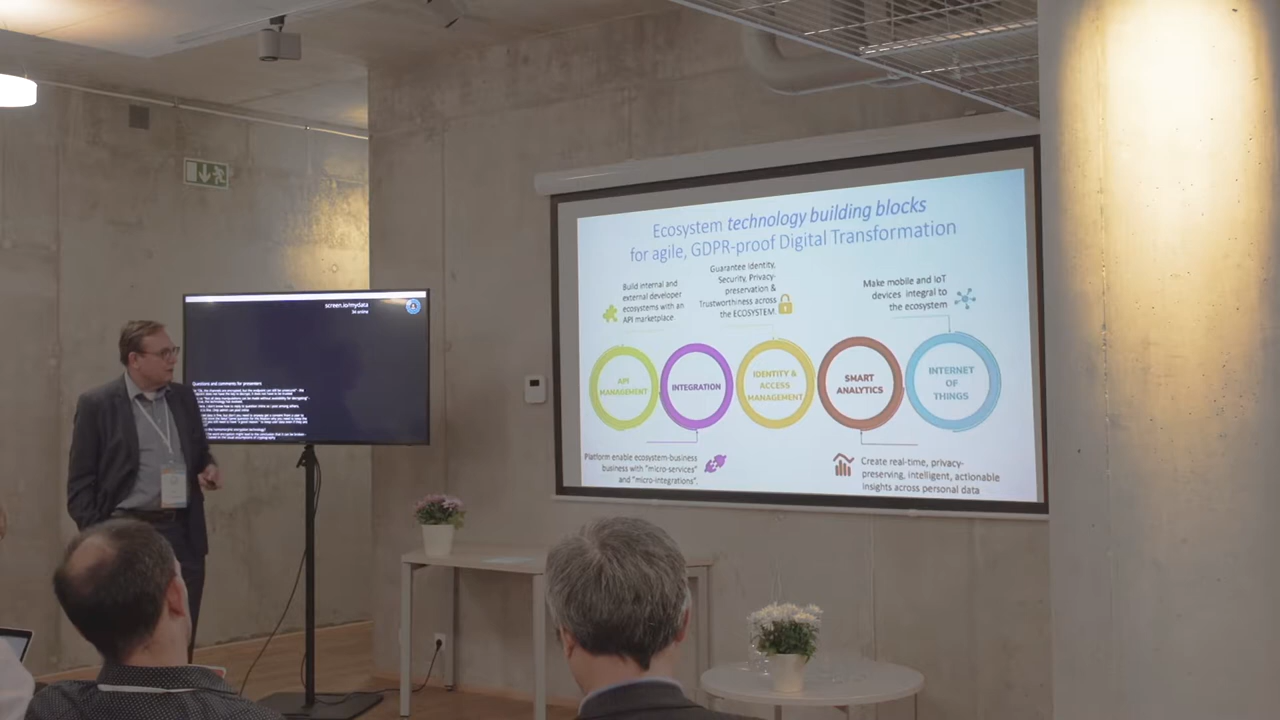 screen.io/mydata
34 online
Questions and comments for presenters
Ecosystem technology building blocks
for agile, GDPR-proof Digital Transformation
Build internal and
external developer
ecosystems with an
API marketplace
Guarantee Identity,
Security, Privacy-
preservation &
Trustworthiness across
the ECOSYSTEM
Make mobile and IoT
devices integral to
the ecosystem
API
MANAGEMENT
INTEGRATION
IDENTITY &
ACCESS
MANAGEMENT
SMART
ANALYTICS
INTERNET
OF
THINGS
Platform enable ecosystem-business
business with "micro-services"
and "micro-integrations".
Create real-time, privacy-
preserving, intelligent, actionable
insights across personal data